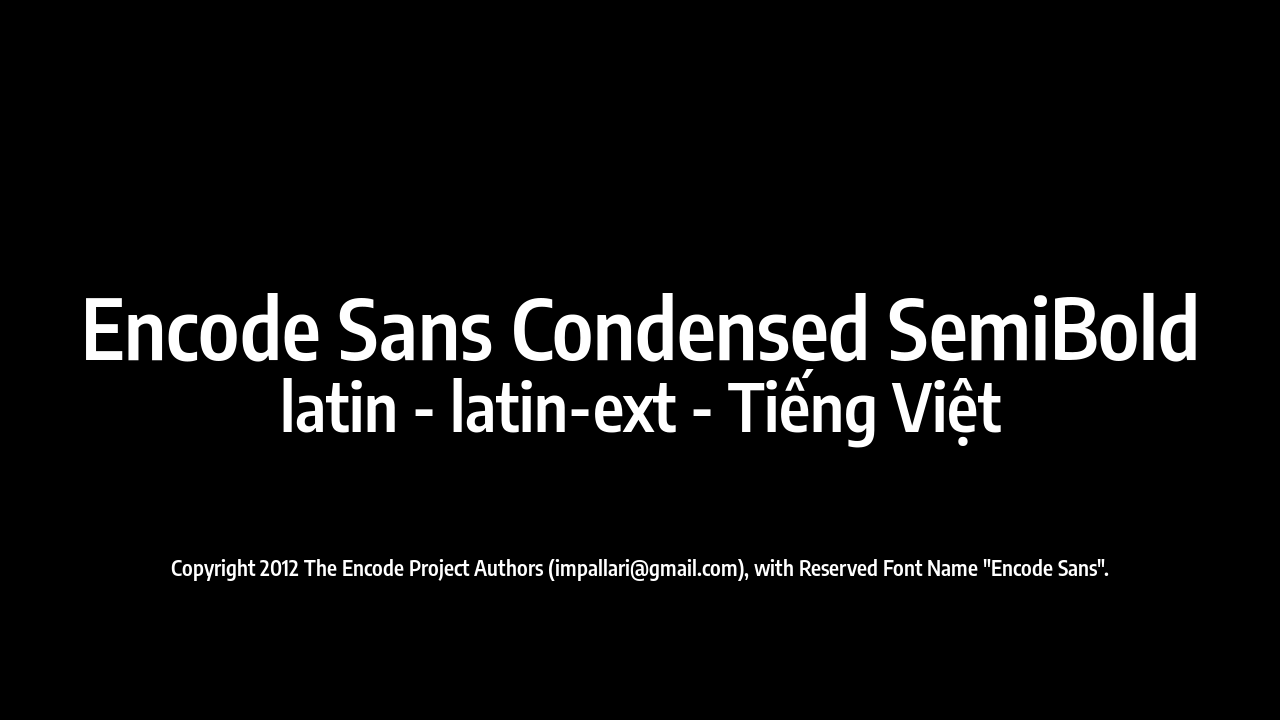 Encode Sans Condensed SemiBold
latin - latin-ext - Tiếng Việt
Copyright 2012 The Encode Project Authors (impallari@gmail.com), with Reserved Font Name "Encode Sans".